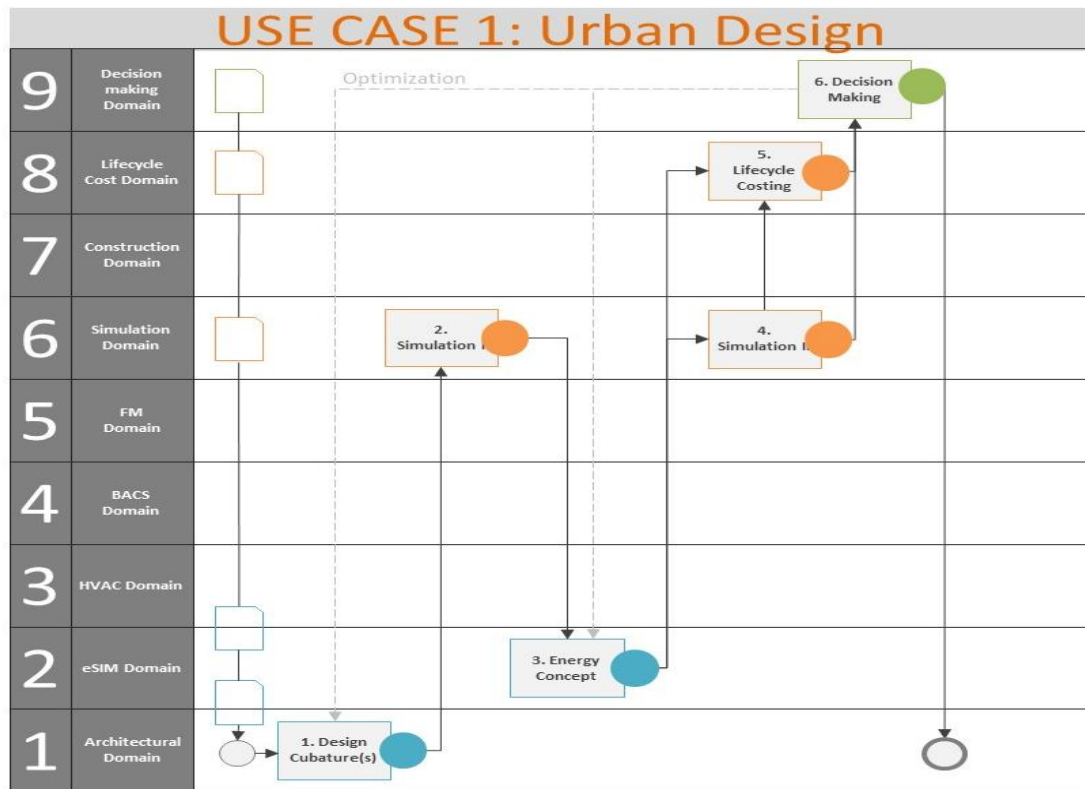 USE CASE 1: Urban Design
9
Decision
making
Domain
Optimization
6. Decision
Making
8
Lifecycle
Cost Domain
5.
Lifecycle
Costing
7
Construction
Domain
6
Simulation
Domain
2.
Simulation
4.
Simulation
5
FM
Domain
4
BACS
Domain
3
HVAC Domain
2
eSIM Domain
3. Energy
Concept
1
Architectural
Domain
1. Design
Cubature(s)